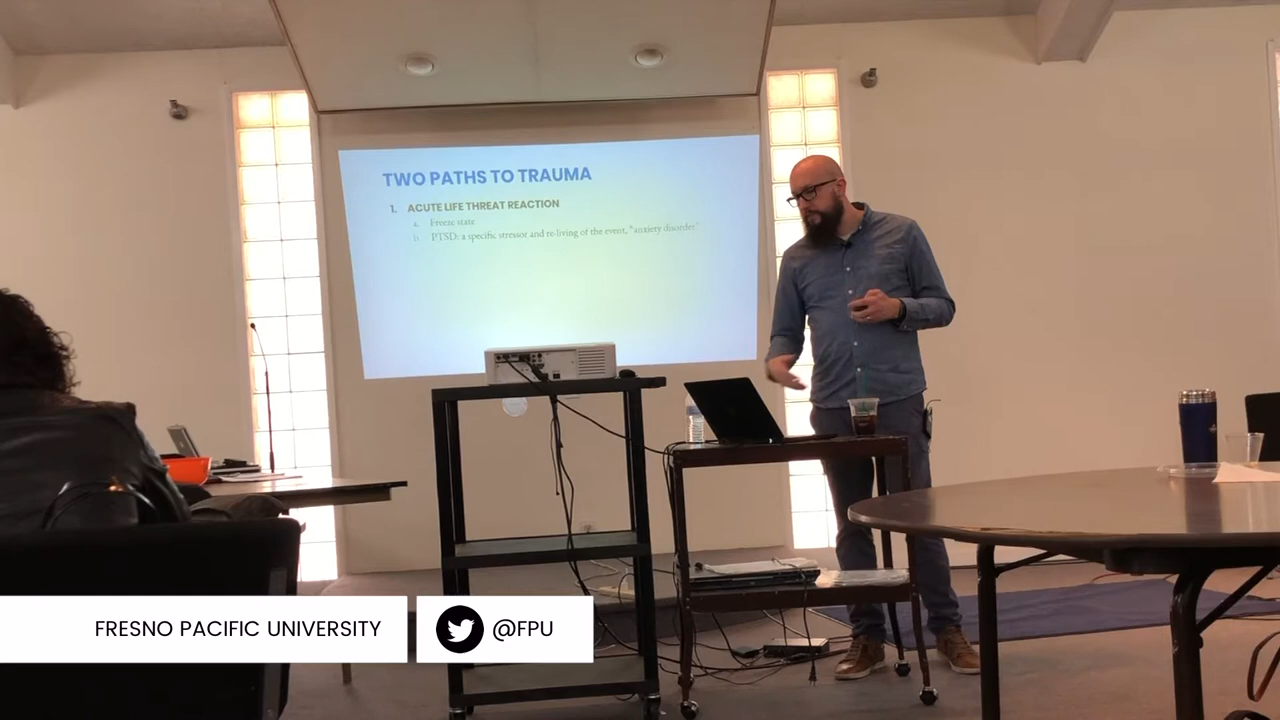 TWO PATHS TO TRAUMA
1. ACUTE LIFE THREAT REACTION
a. Freeze state
b. PTSD: a specific stressor and re-living of the event, "anxiety disorder."
FRESNO PACIFIC UNIVERSITY
@FPU